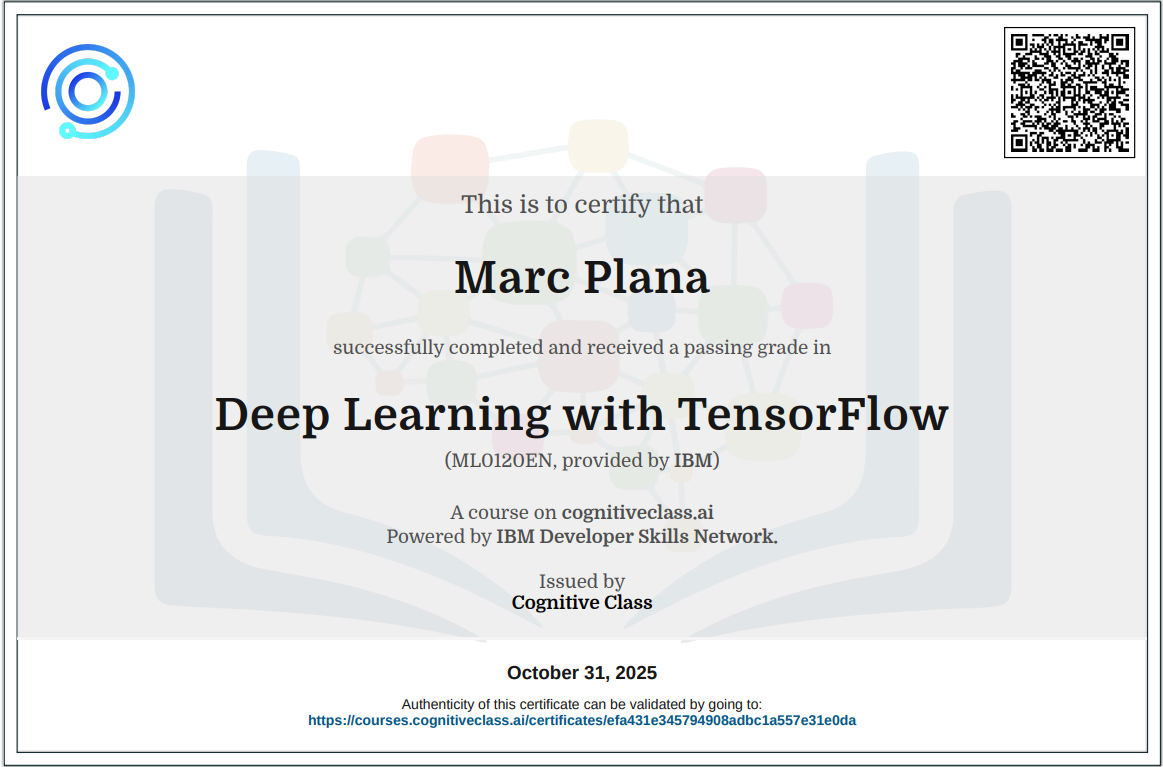 This is to certify that
Marc Plana
successfully completed and received a passing grade in
Deep Learning with TensorFlow
(ML0120EN, provided by IBM)
A course on cognitiveclass.ai
Powered by IBM Developer Skills Network.
Issued by
Cognitive Class
October 31, 2025
Authenticity of this certificate can be validated by going to:
https://courses.cognitiveclass.ai/certificates/efa431e345794908adbc1a557e31e0da